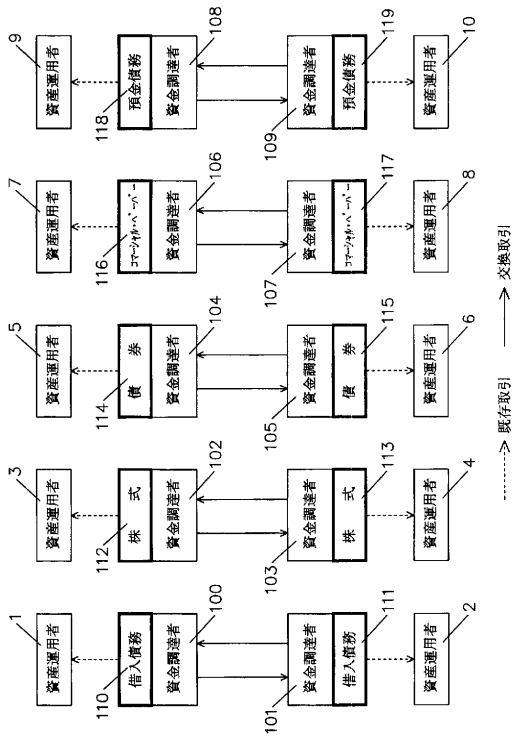 1
資産運用者
110
借入債務
資金調達者
100
101
資金調達者
借入債務
111
資産運用者
2
3
資産運用者
112
株 式
資金調達者
102
103
資金調達者
株 式
113
資産運用者
4
5
資産運用者
114
債 券
資金調達者
104
105
資金調達者
債 券
115
資産運用者
6
7
資産運用者
116
コマーシャル・ペーパー
資金調達者
106
107
資金調達者
コマーシャル・ペーパー
117
資産運用者
8
9
資産運用者
118
預金債務
資金調達者
108
109
資金調達者
預金債務
119
資産運用者
10
既存取引
交換取引